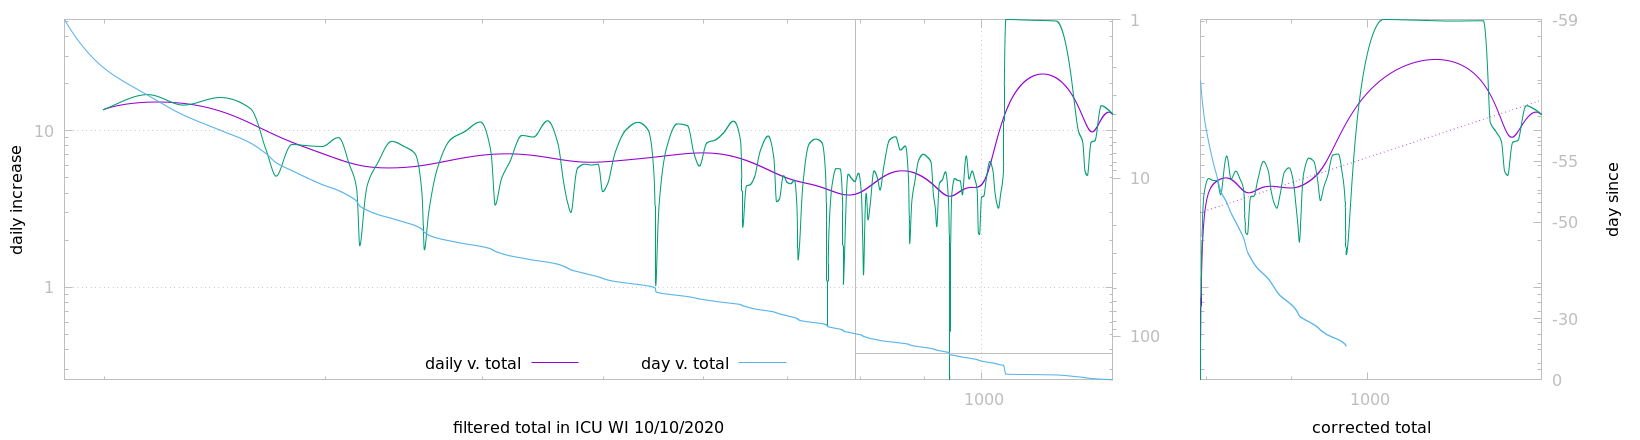 daily increase
10
1
1
10
100
1000
daily v. total
day v. total
filtered total in ICU WI 10/10/2020
-59
-55
-50
-30
0
day since
1000
corrected total